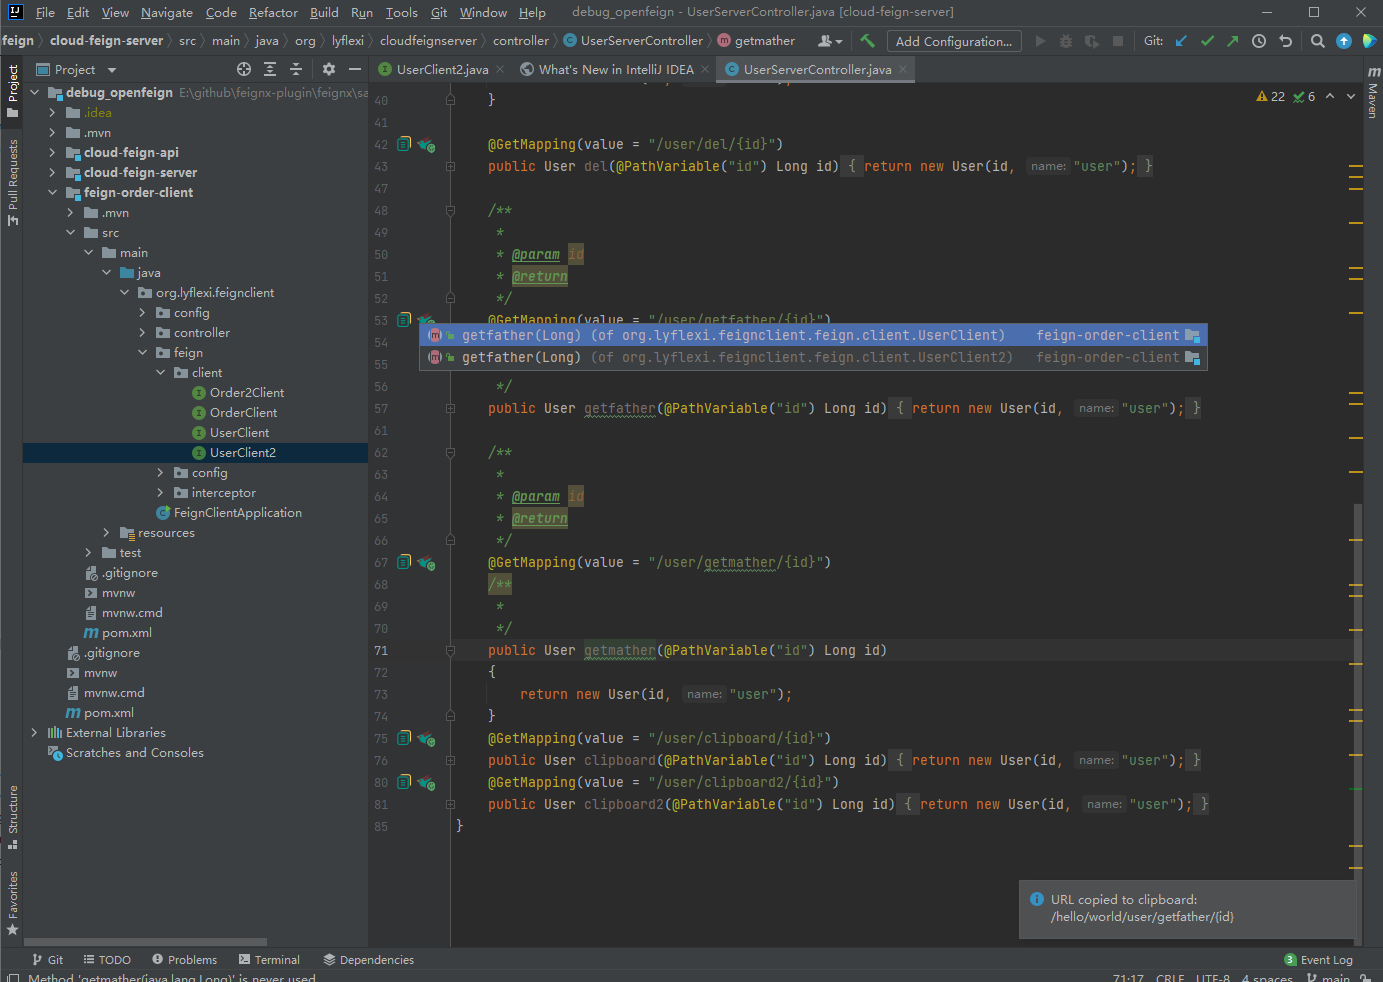 File Edit View Navigate Code Refactor Build Run Tools Git Window Help debug_openfeign - UserServerController.java [cloud-feign-server]
feign cloud-feign-server src main java org lyflexi cloudfeignserver controller UserServerController getmather Add Configuration... Git:
Project
UserClient2.java What's New in IntelliJ IDEA UserServerController.java
debug_openfeign E:\github\feignx-plugin\feignx\sa
.idea
.mvn
cloud-feign-api
cloud-feign-server
feign-order-client
.mvn
src
main
java
org.lyflexi.feignclient
config
controller
feign
client
Order2Client
OrderClient
UserClient
UserClient2
config
interceptor
FeignClientApplication
resources
test
.gitignore
mvnw
mvnw.cmd
pom.xml
.gitignore
mvnw
mvnw.cmd
pom.xml
External Libraries
Scratches and Consoles
Project
Pull Requests
Structure
Favorites
Maven
22 6
40 }
41
42 @GetMapping(value = "/user/del/{id}")
43 public User del(@PathVariable("id") Long id) { return new User(id, name: "user"); }
47
48 /**
49 *
50 * @param id
51 * @return
52 */
53 @GetMapping(value = "/user/getfather/{id}")
54
getfather(Long) (of org.lyflexi.feignclient.feign.client.UserClient) feign-order-client
getfather(Long) (of org.lyflexi.feignclient.feign.client.UserClient2) feign-order-client
55
56 */
57 public User getfather(@PathVariable("id") Long id) { return new User(id, name: "user"); }
61
62 /**
63 *
64 * @param id
65 * @return
66 */
67 @GetMapping(value = "/user/getmather/{id}")
68 /**
69 *
70 */
71 public User getmather(@PathVariable("id") Long id)
72 {
73 return new User(id, name: "user");
74 }
75 @GetMapping(value = "/user/clipboard/{id}")
76 public User clipboard(@PathVariable("id") Long id) { return new User(id, name: "user"); }
80 @GetMapping(value = "/user/clipboard2/{id}")
81 public User clipboard2(@PathVariable("id") Long id) { return new User(id, name: "user"); }
85 }
URL copied to clipboard:
/hello/world/user/getfather/{id}
Git TODO Problems Terminal Dependencies 3 Event Log
Method 'getmather(java.lang.Long)' is never used 71:17 CRLF UTF-8 4 spaces main